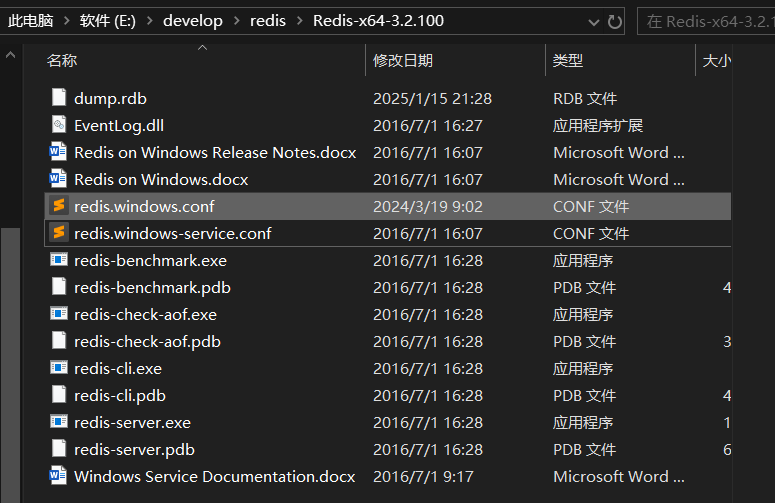 此电脑 软件 (E:) develop redis Redis-x64-3.2.100 在 Redis-x64-3.2.1
名称 修改日期 类型 大小
dump.rdb 2025/1/15 21:28 RDB 文件
EventLog.dll 2016/7/1 16:27 应用程序扩展
Redis on Windows Release Notes.docx 2016/7/1 16:07 Microsoft Word ...
Redis on Windows.docx 2016/7/1 16:07 Microsoft Word ...
redis.windows.conf 2024/3/19 9:02 CONF 文件
redis.windows-service.conf 2016/7/1 16:07 CONF 文件
redis-benchmark.exe 2016/7/1 16:28 应用程序
redis-benchmark.pdb 2016/7/1 16:28 PDB 文件 4
redis-check-aof.exe 2016/7/1 16:28 应用程序
redis-check-aof.pdb 2016/7/1 16:28 PDB 文件 3
redis-cli.exe 2016/7/1 16:28 应用程序
redis-cli.pdb 2016/7/1 16:28 PDB 文件 4
redis-server.exe 2016/7/1 16:28 应用程序 1
redis-server.pdb 2016/7/1 16:28 PDB 文件 6
Windows Service Documentation.docx 2016/7/1 9:17 Microsoft Word ...